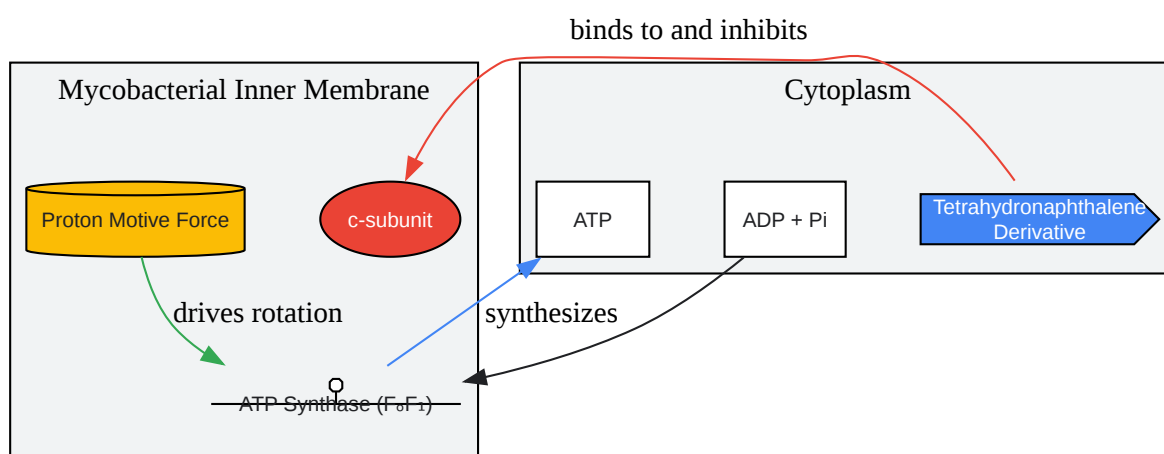 binds to and inhibits
Mycobacterial Inner Membrane
Cytoplasm
Proton Motive Force
c-subunit
ATP
ADP + Pi
Tetrahydronaphthalene
Derivative
drives rotation
synthesizes
ATP Synthase (FₒF₁)